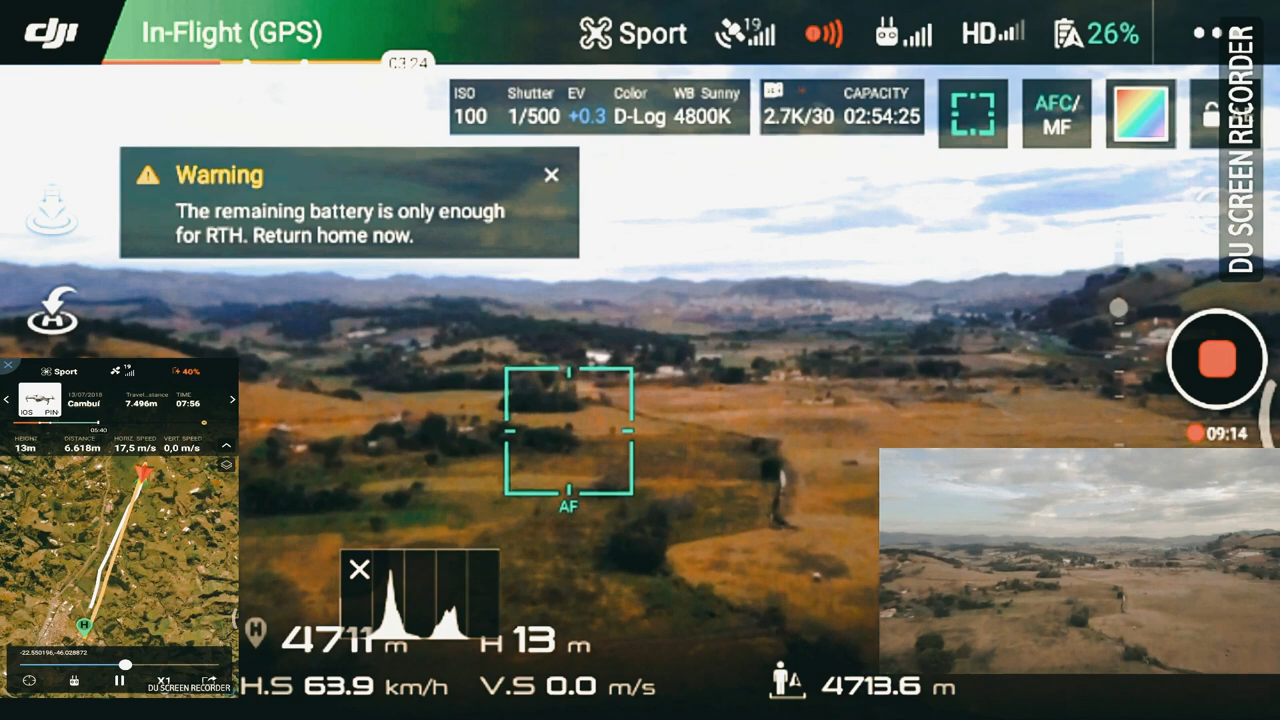 dji
In-Flight (GPS)
Sport
19
HD
26%
03:24
ISO Shutter EV Color WB Sunny
100 1/500 +0.3 D-Log 4800K
CAPACITY
2.7K/30 02:54:25
AFC/
MF
DU SCREEN RECORDER
Warning
The remaining battery is only enough
for RTH. Return home now.
H
09:14
AF
Sport 19 40%
13/07/2018
Cambuí
TIME
7.496m 07:56
IOS
05:40
HEIGHT DISTANCE HORIZ. SPEED VERT. SPEED
13m 6.618m 17,5 m/s 0,0 m/s
H
-22.550196,-46.028872
X1
DU SCREEN RECORDER
H 4711 m H 13 m
H.S 63.9 km/h V.S 0.0 m/s 4713.6 m